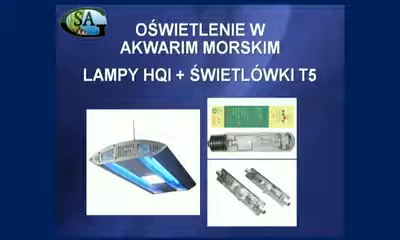 SA
OŚWIETLENIE W
AKWARIM MORSKIM
LAMPY HQI + ŚWIETLÓWKI T5